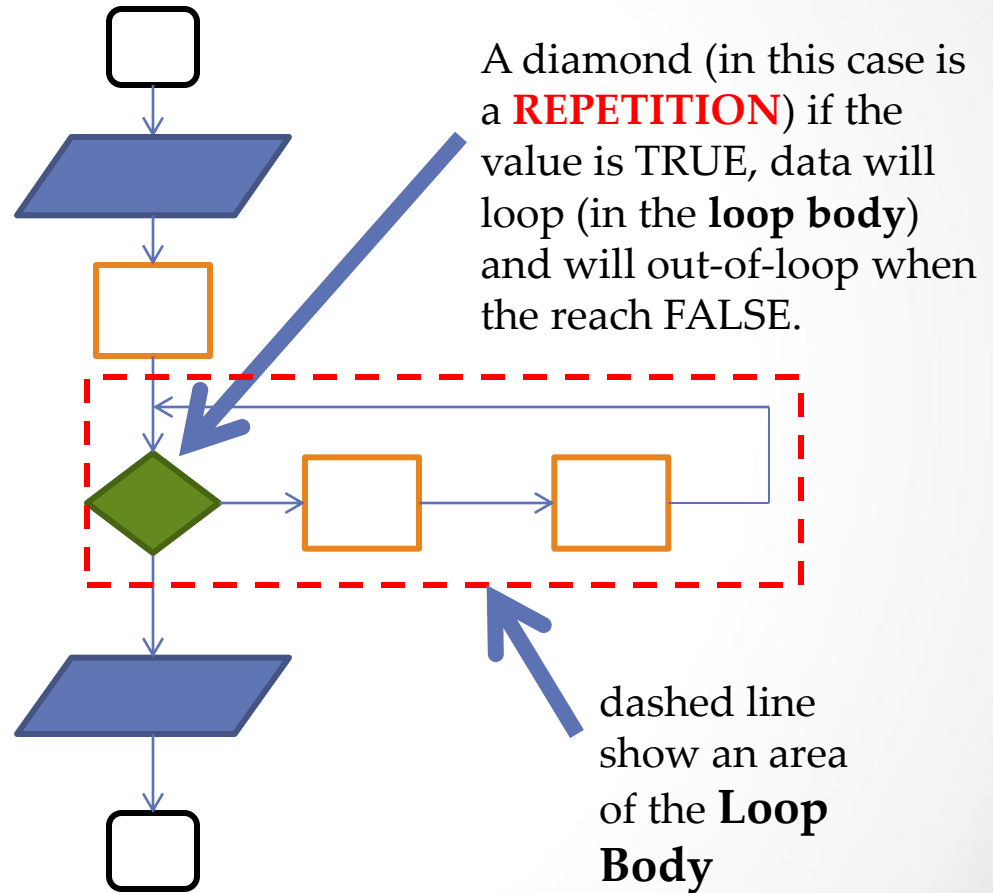 A diamond (in this case is
a REPETITION) if the
value is TRUE, data will
loop (in the loop body)
and will out-of-loop when
the reach FALSE.
dashed line
show an area
of the Loop
Body